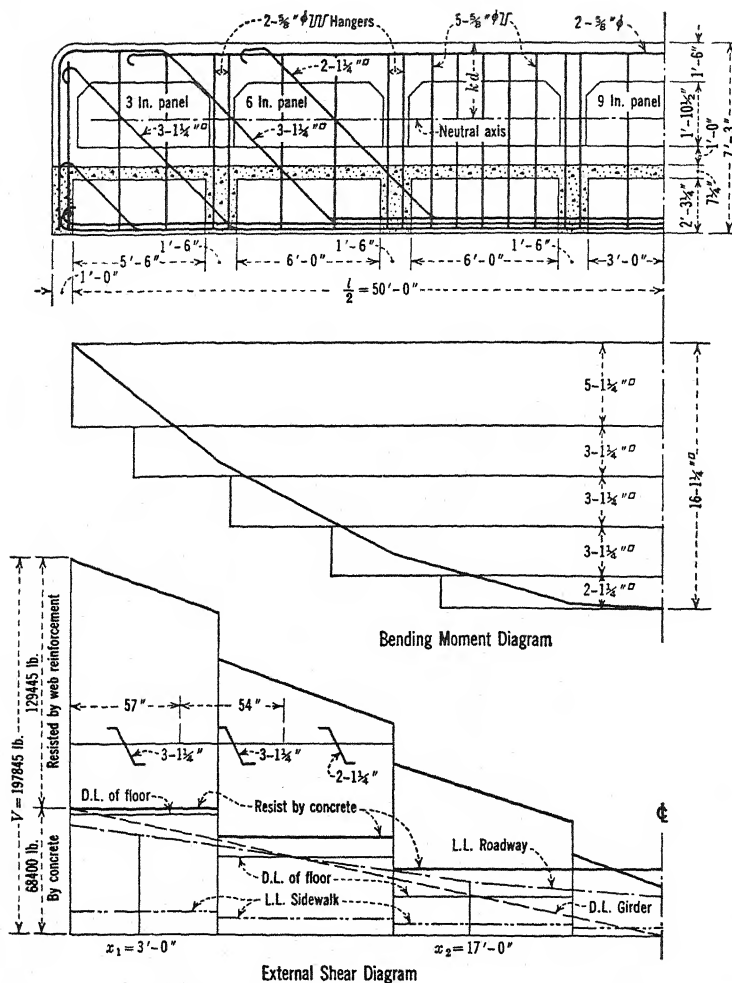 2-⅝"ϕ Hangers
5-⅝"ϕ
2-⅝"ϕ
2-1¼"□
kd
3 In. panel
6 In. panel
9 In. panel
3-1¼"□
3-1¼"□
Neutral axis
1'-6"
1'-10½"
1'-0"
7'-3"
7¼"
2'-3¼"
1'-6"
1'-6"
1'-6"
5'-6"
6'-0"
6'-0"
3'-0"
1'-0"
l/2 = 50'-0"
5-1¼"□
3-1¼"□
3-1¼"□
3-1¼"□
2-1¼"□
16-1¼"□
Bending Moment Diagram
V = 197845 lb.
129445 lb.
Resisted by web reinforcement
68400 lb.
By concrete
57"
54"
3-1¼"
3-1¼"
2-1¼"
D.L. of floor
Resist by concrete
L.L. Roadway
D.L. of floor
L.L. Sidewalk
D.L. Girder
x₁ = 3'-0"
x₂ = 17'-0"
External Shear Diagram